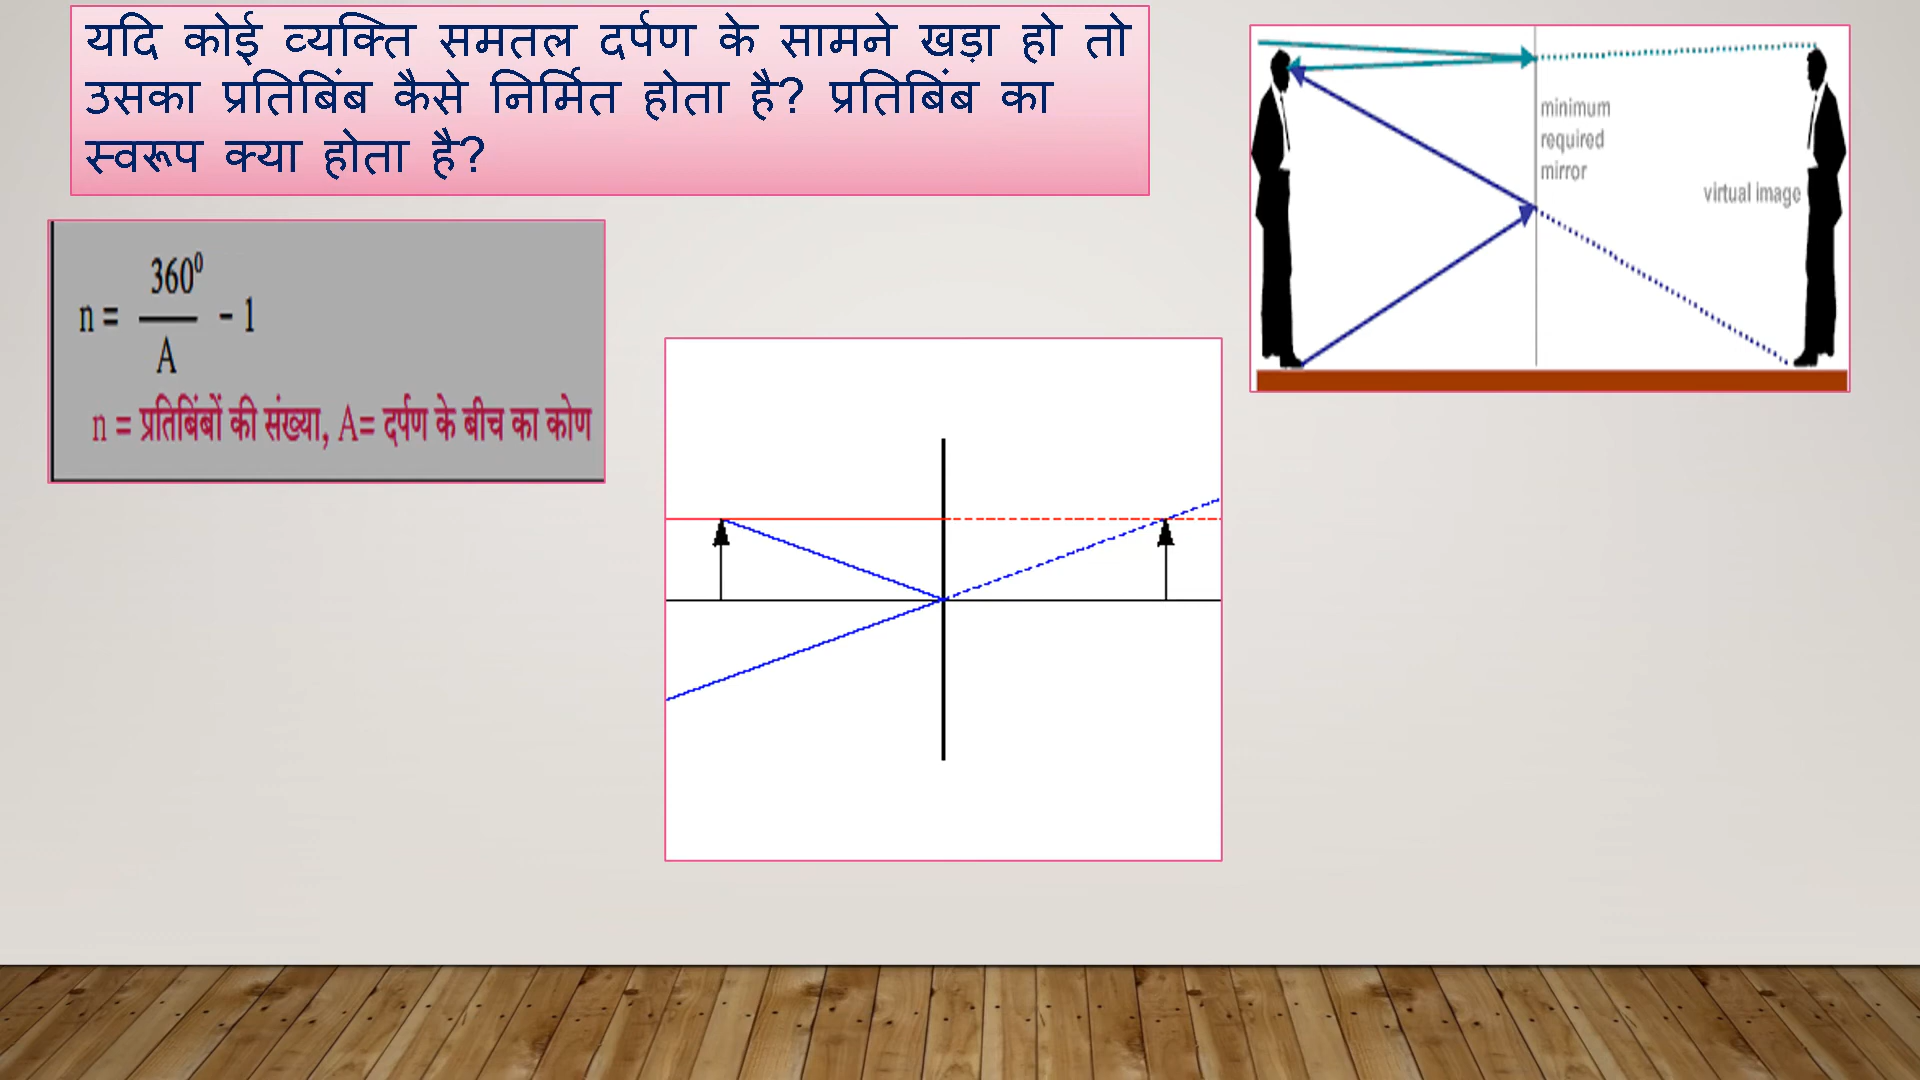 यदि कोई व्यक्ति समतल दर्पण के सामने खड़ा हो तो
उसका प्रतिबिंब कैसे निर्मित होता है? प्रतिबिंब का
स्वरूप क्या होता है?
n = 360⁰/A – 1
n = प्रतिबिंबों की संख्या, A= दर्पण के बीच का कोण
minimum
required
mirror
virtual image